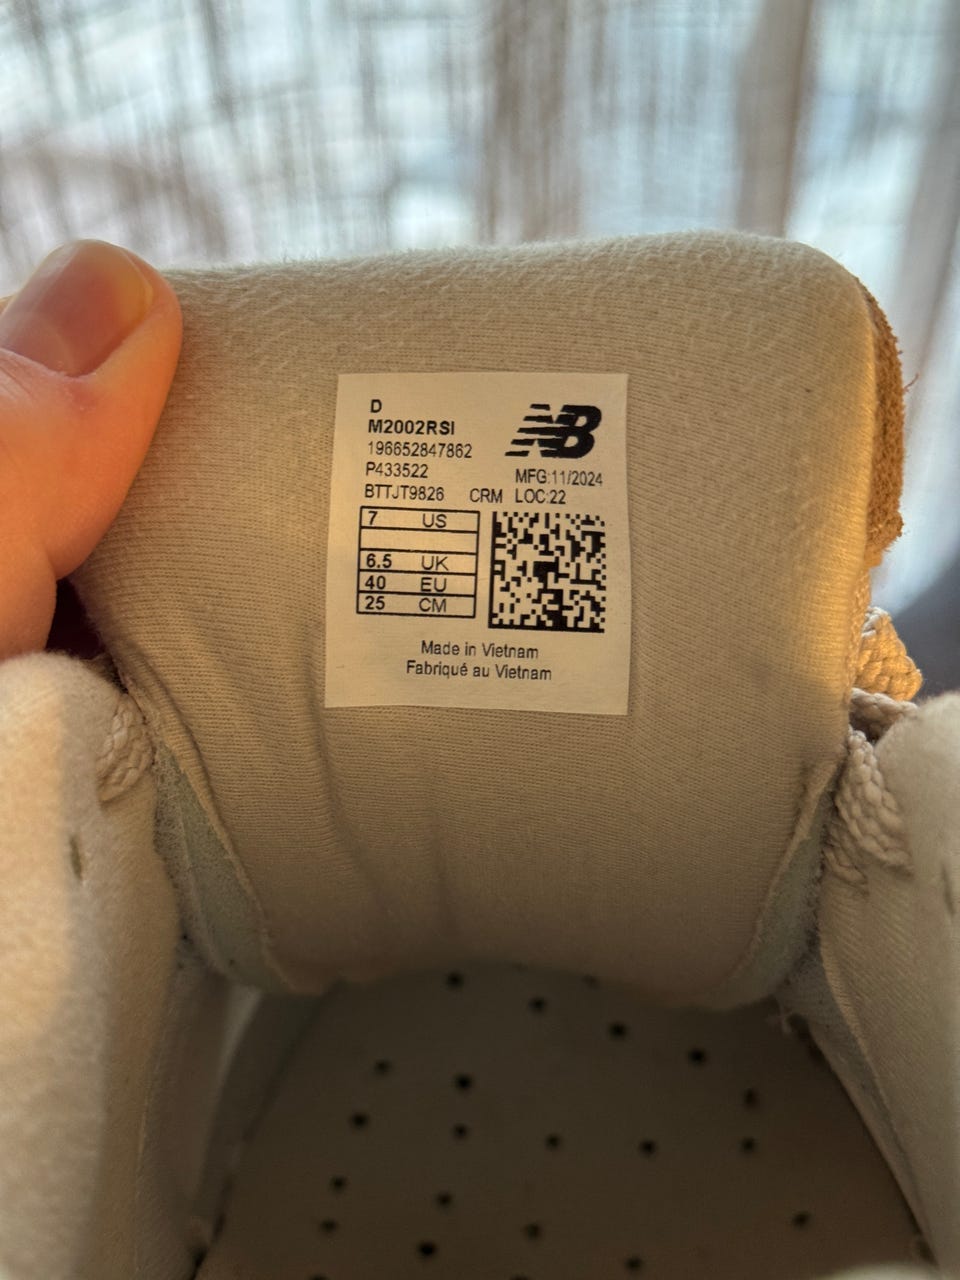 D
M2002RSI
196652847862
P433522
MFG:11/2024
BTTJT9826 CRM LOC:22
7 US
6.5 UK
40 EU
25 CM
Made in Vietnam
Fabriqué au Vietnam
NB